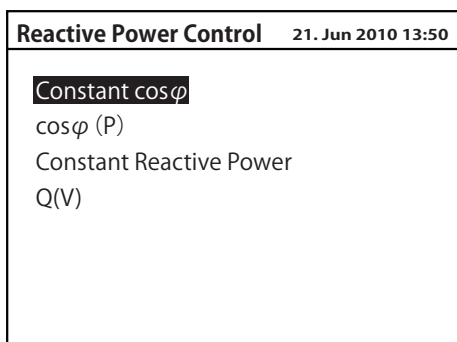 Reactive Power Control 21. Jun 2010 13:50
Constant cosφ
cosφ (P)
Constant Reactive Power
Q(V)